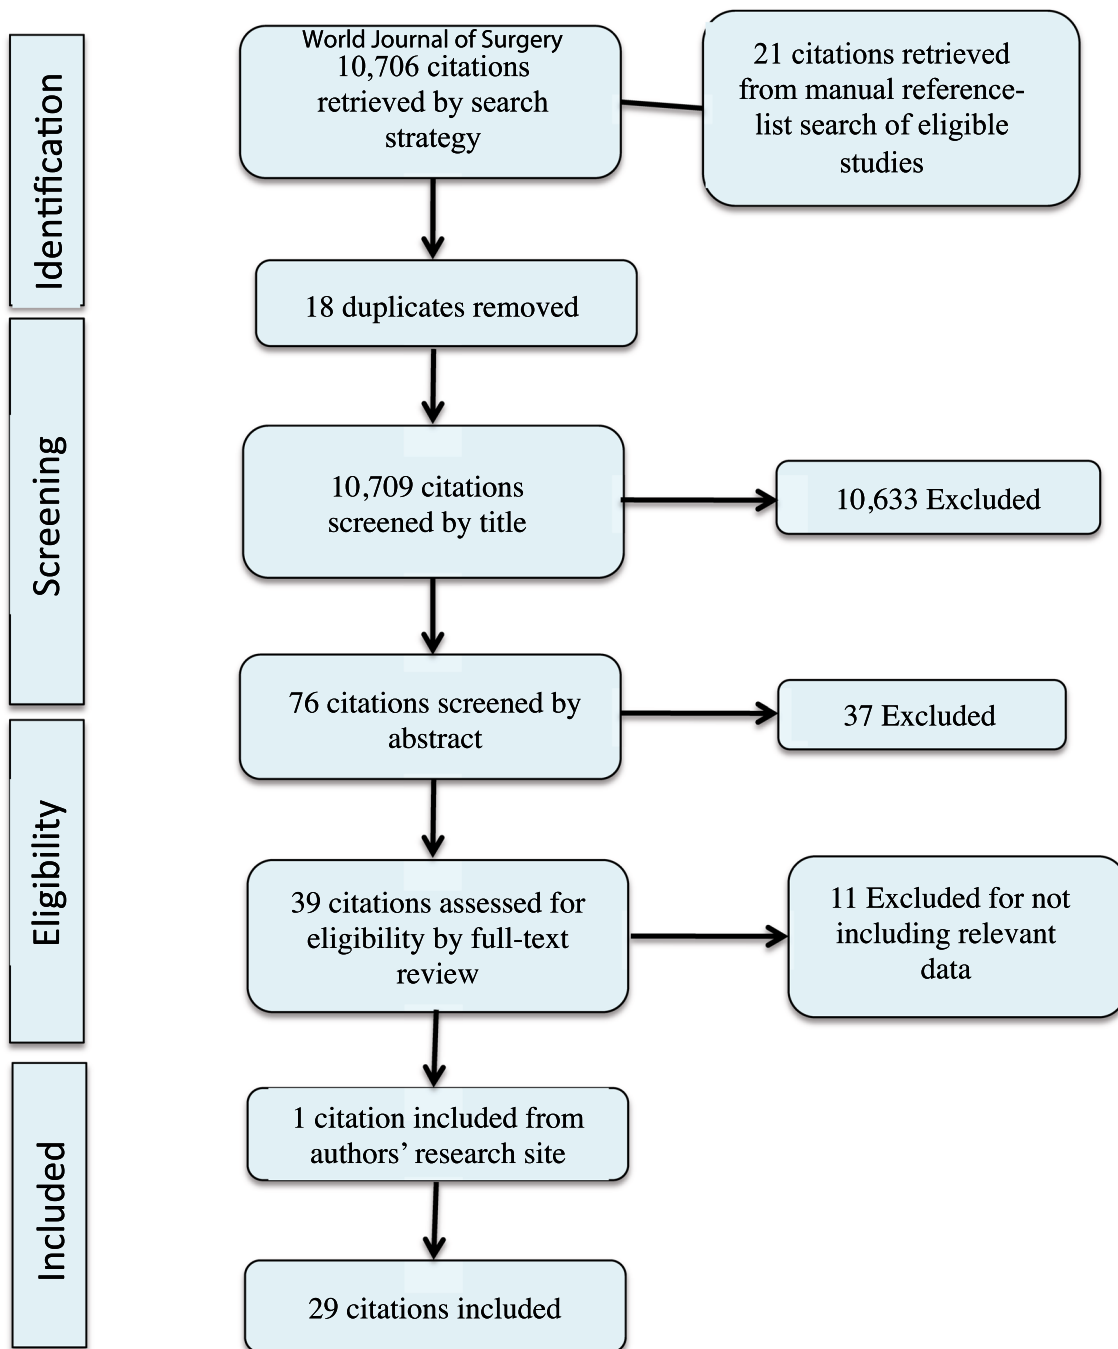 World Journal of Surgery
10,706 citations
retrieved by search
strategy
21 citations retrieved
from manual reference-
list search of eligible
studies
Identification
18 duplicates removed
Screening
10,709 citations
screened by title
10,633 Excluded
76 citations screened by
abstract
37 Excluded
Eligibility
39 citations assessed for
eligibility by full-text
review
11 Excluded for not
including relevant
data
Included
1 citation included from
authors’ research site
29 citations included